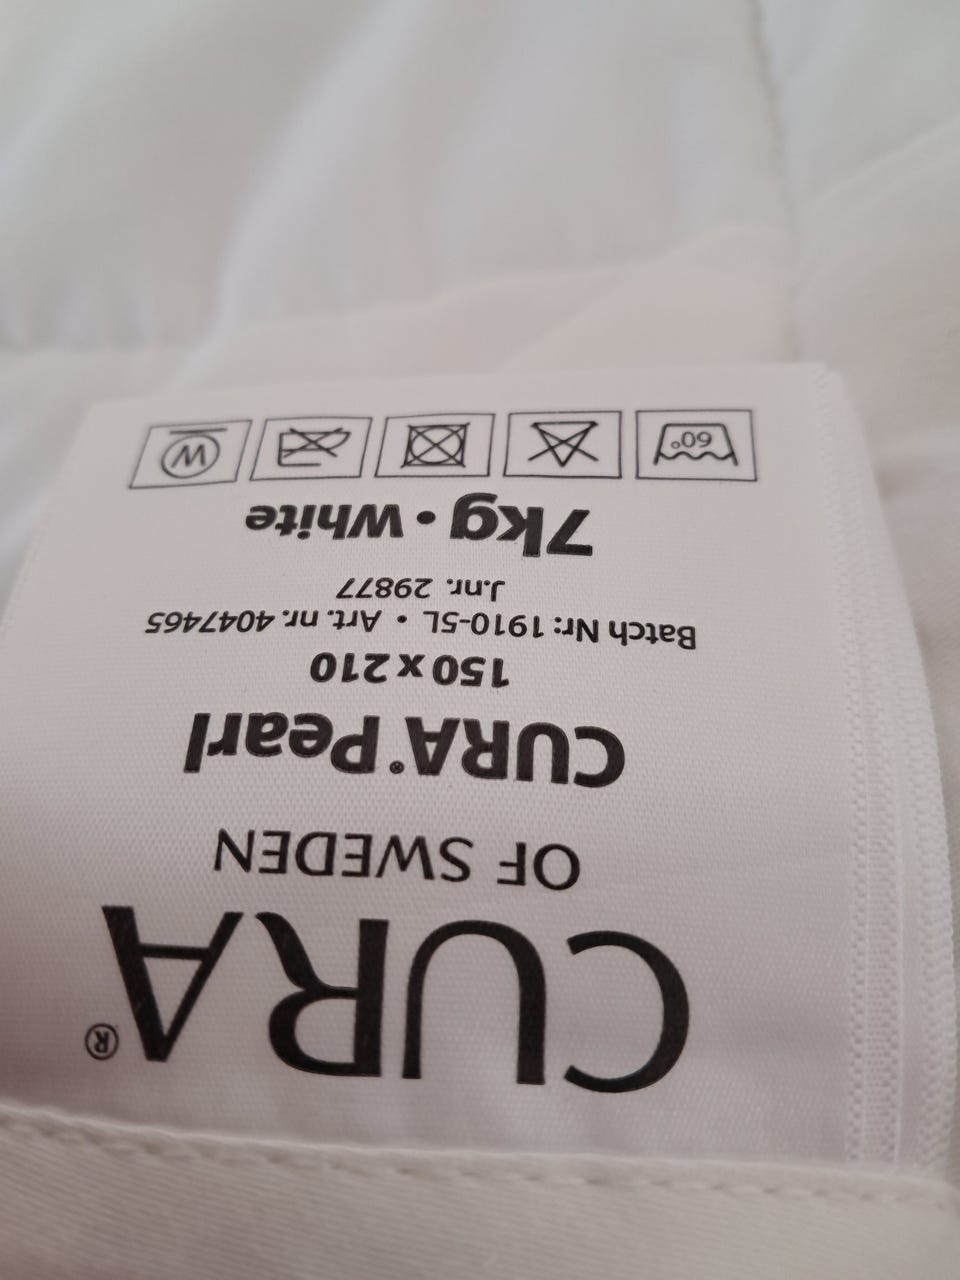 CURA®
OF SWEDEN
CURA® Pearl
150 x 210
Batch Nr: 1910-5L • Art. nr. 4047465
J.nr. 29877
7kg • White
60°
W